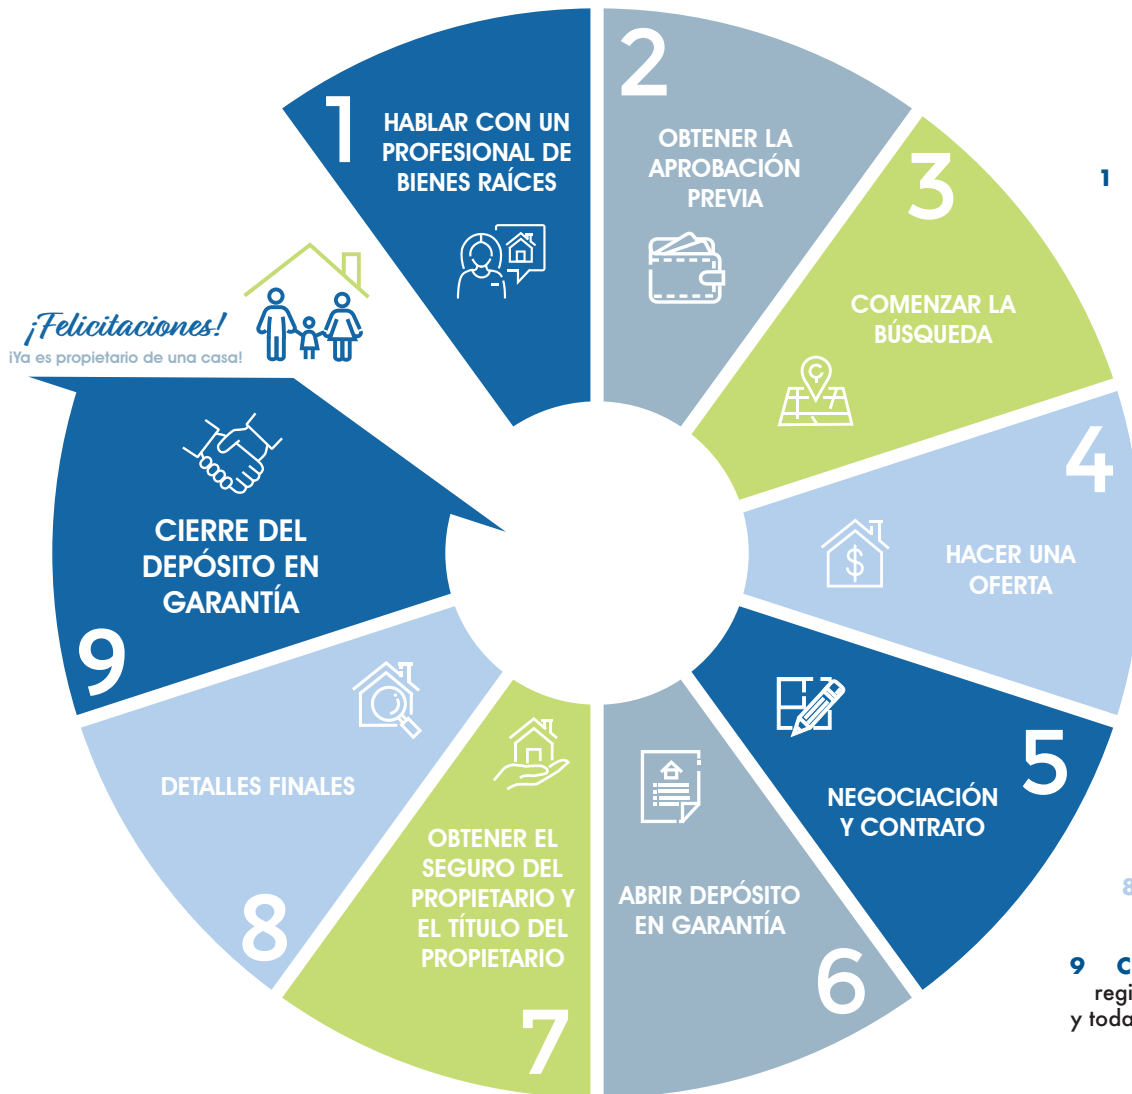 1
HABLAR CON UN
PROFESIONAL DE
BIENES RAÍCES
2
OBTENER LA
APROBACIÓN
PREVIA
3
COMENZAR LA
BÚSQUEDA
4
HACER UNA
OFERTA
5
NEGOCIACIÓN
Y CONTRATO
6
ABRIR DEPÓSITO
EN GARANTÍA
7
OBTENER EL
SEGURO DEL
PROPIETARIO Y
EL TÍTULO DEL
PROPIETARIO
8
DETALLES FINALES
9
CIERRE DEL
DEPÓSITO EN
GARANTÍA
¡Felicitaciones!
¡Ya es propietario de una casa!
$
1
8
9 C
regi
y toda